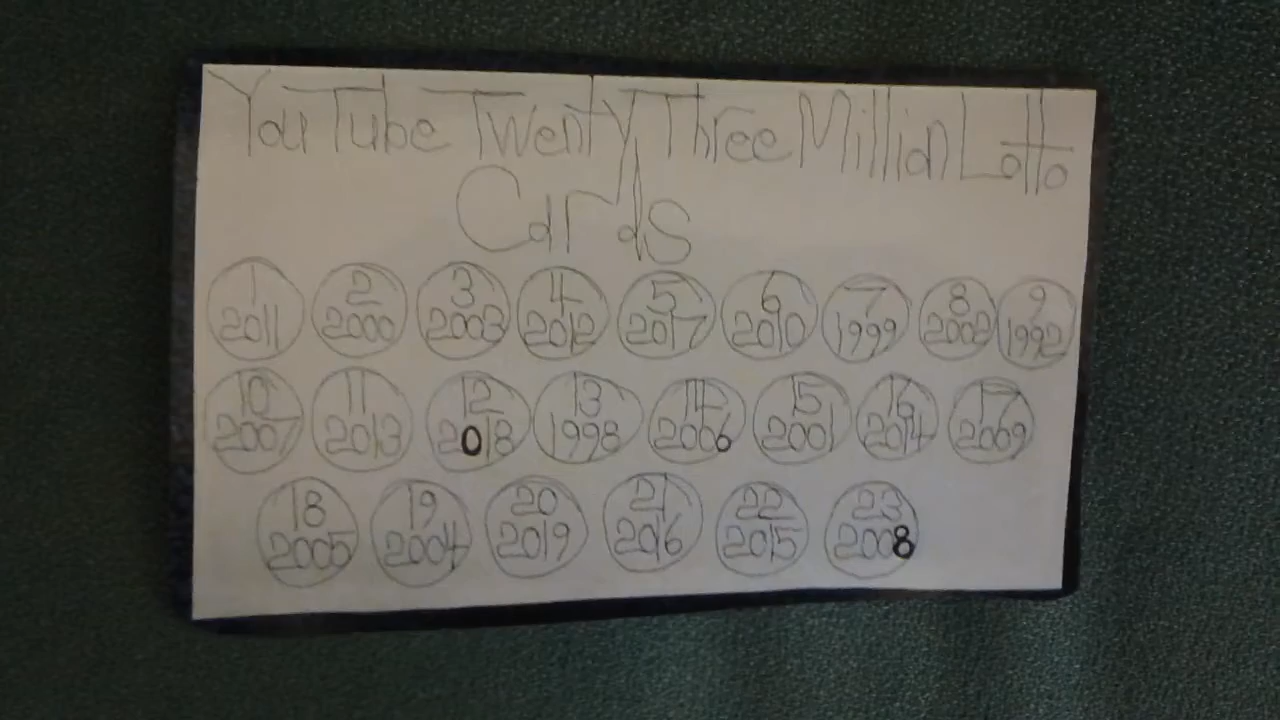 YouTube Twenty Three Million Lotto
Cards
1 2 3 4 5 6 7 8 9
2011 2000 2003 2012 2017 2010 1999 2002 1992
10 11 12 13 14 15 16 17
2007 2013 2018 1998 2006 2001 2014 2009
18 19 20 21 22 23
2005 2004 2019 2016 2015 2008